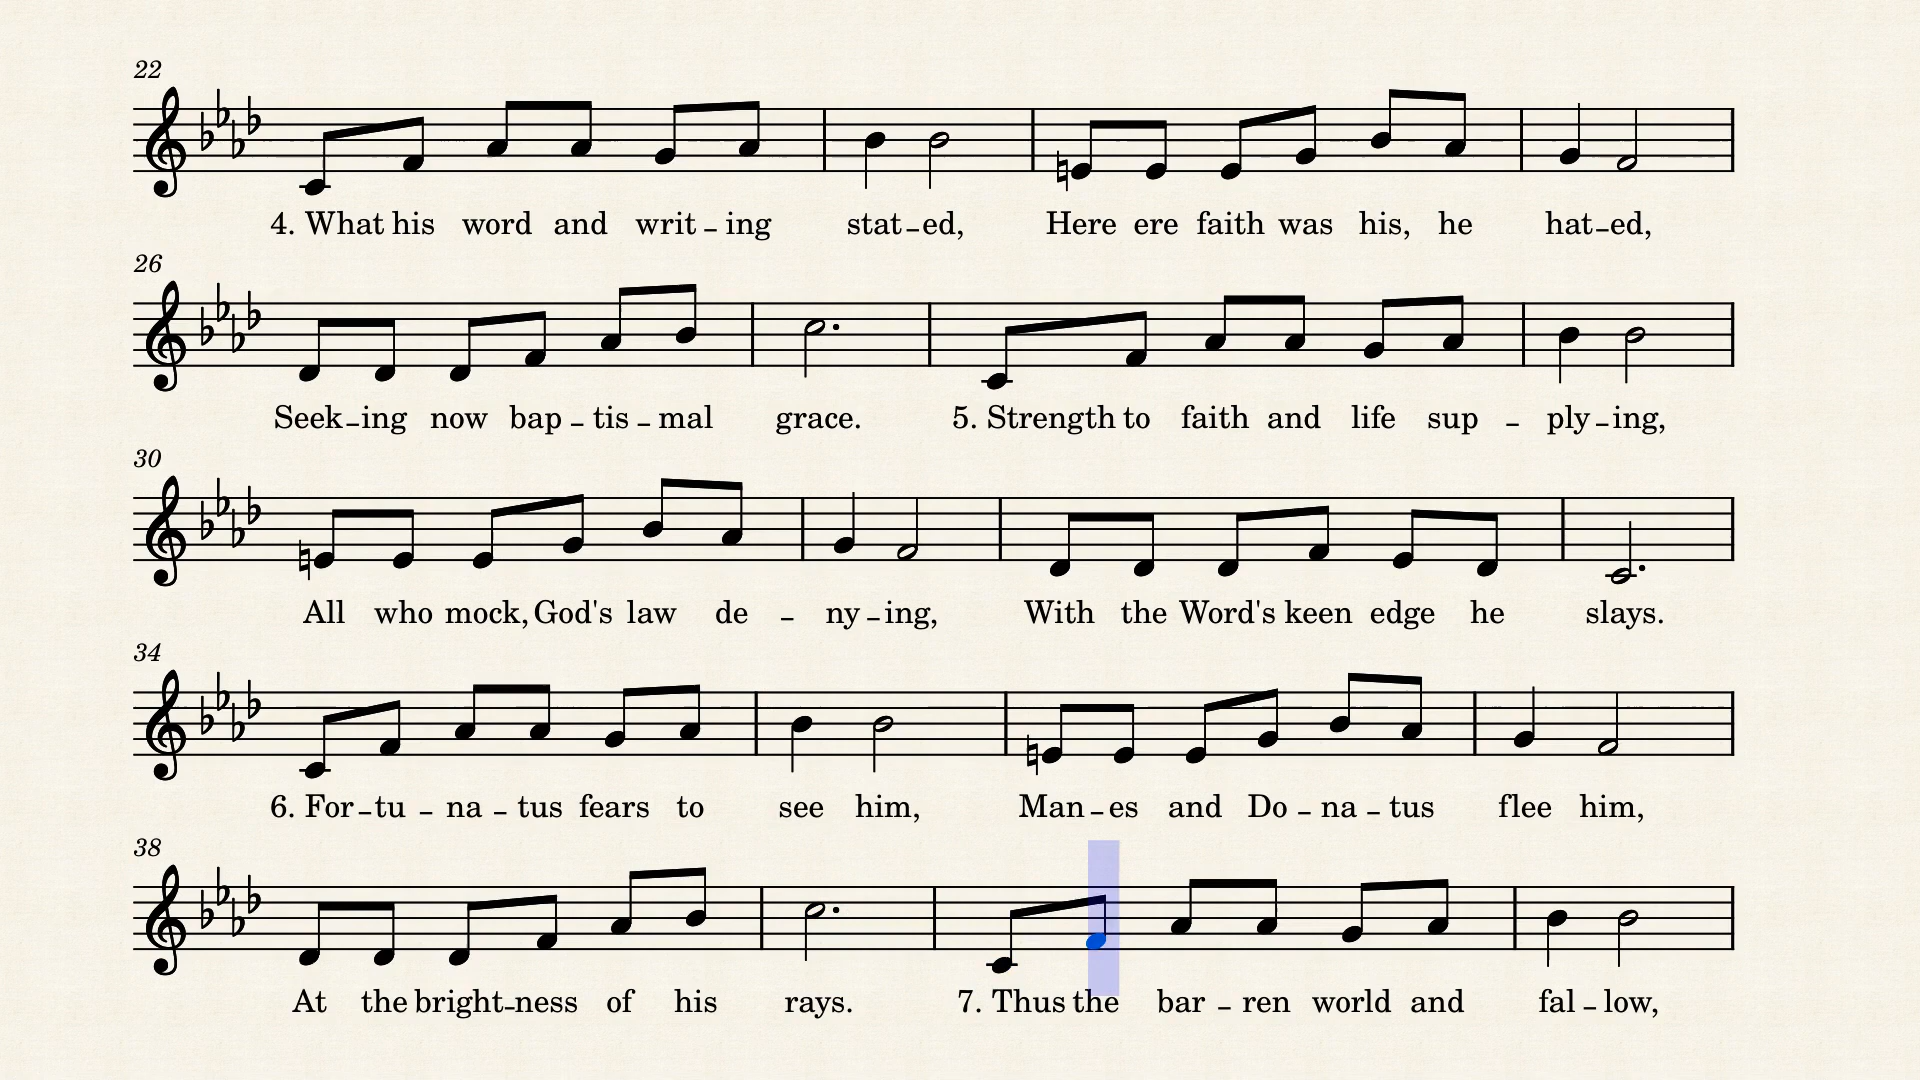 22
4. What his word and writ - ing stat - ed, Here ere faith was his, he hat - ed,
26
Seek - ing now bap - tis - mal grace. 5. Strength to faith and life sup - ply - ing,
30
All who mock, God's law de - ny - ing, With the Word's keen edge he slays.
34
6. For - tu - na - tus fears to see him, Man - es and Do - na - tus flee him,
38
At the bright - ness of his rays. 7. Thus the bar - ren world and fal - low,